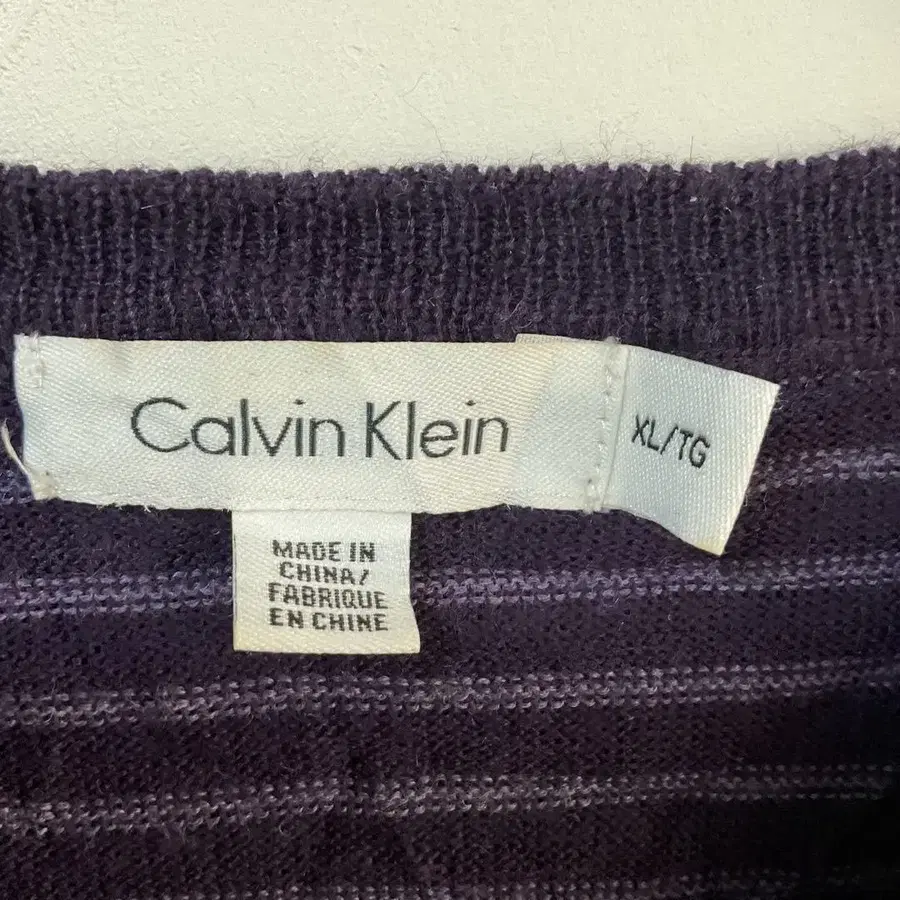 Calvin Klein
XL/TG
MADE IN
CHINA/
FABRIQUE
EN CHINE